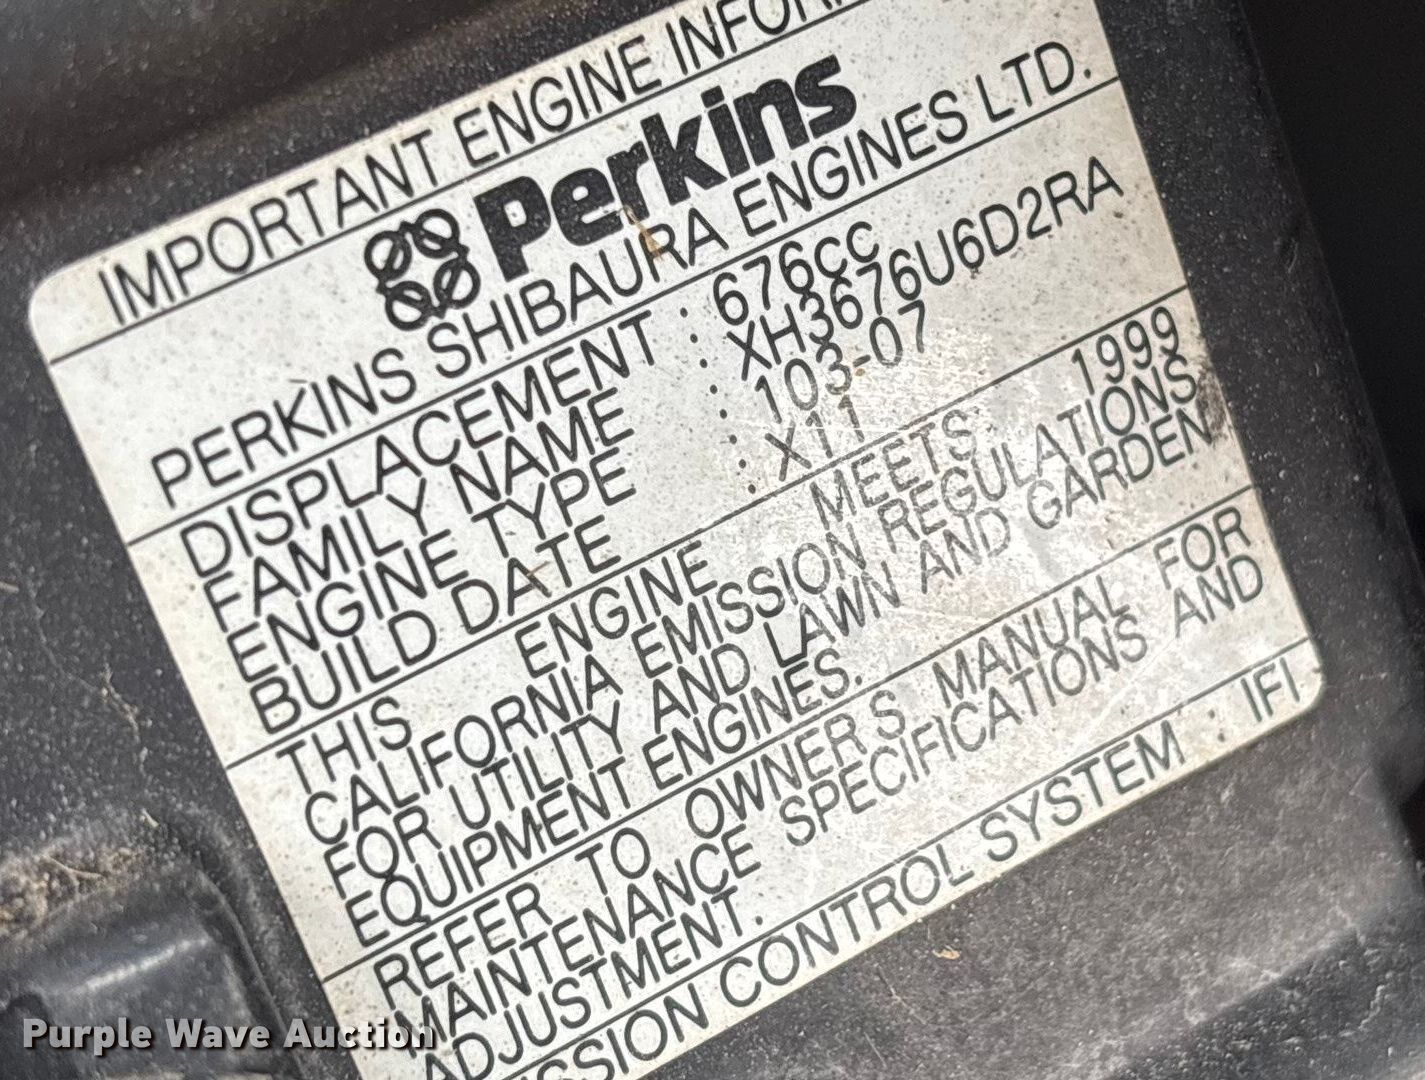 IMPORTANT ENGINE
Perkins
PERKINS SHIBAURA ENGINES LTD.
DISPLACEMENT : 676cc
FAMILY NAME : XH3676U6D2RA
ENGINE TYPE : 103-07
BUILD DATE : X11
THIS ENGINE MEETS 1999
CALIFORNIA EMISSION REGULATIONS
FOR UTILITY AND LAWN AND GARDEN
EQUIPMENT ENGINES.
REFER TO OWNER'S MANUAL FOR
MAINTENANCE SPECIFICATIONS AND
ADJUSTMENT.
CONTROL SYSTEM : IFI
Purple Wave Auction